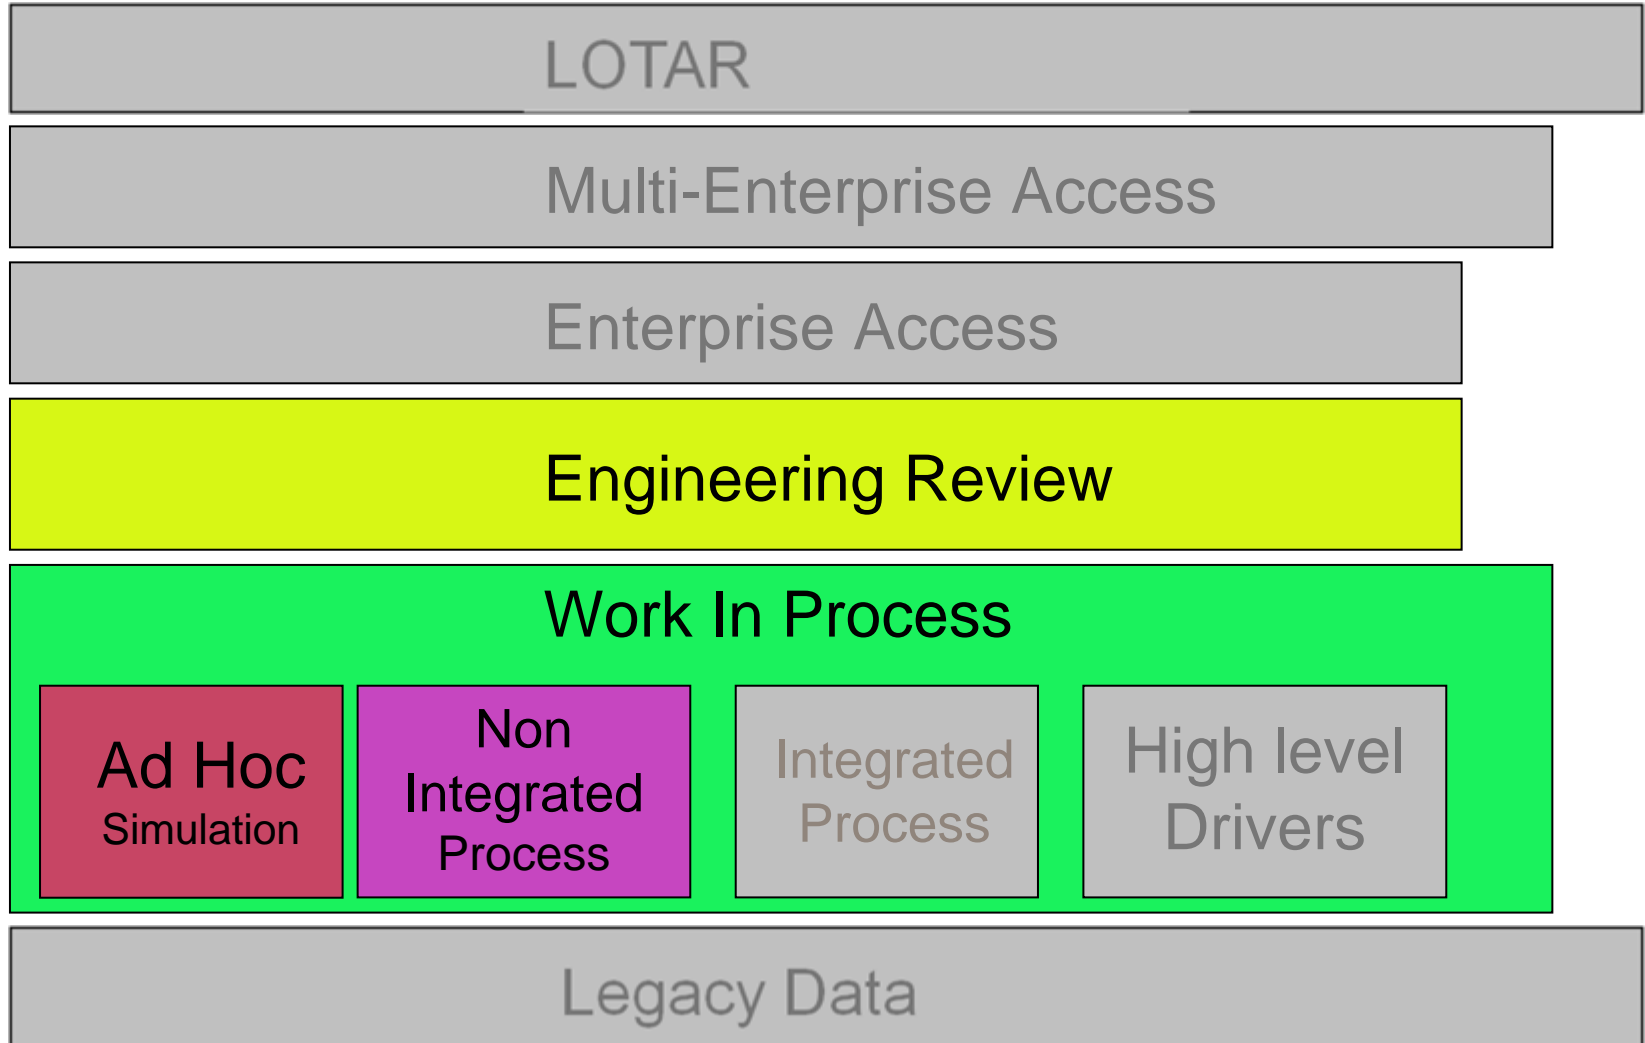 LOTAR
Multi-Enterprise Access
Enterprise Access
Engineering Review
Work In Process
Ad Hoc
Simulation
Non
Integrated
Process
Integrated
Process
High level
Drivers
Legacy Data